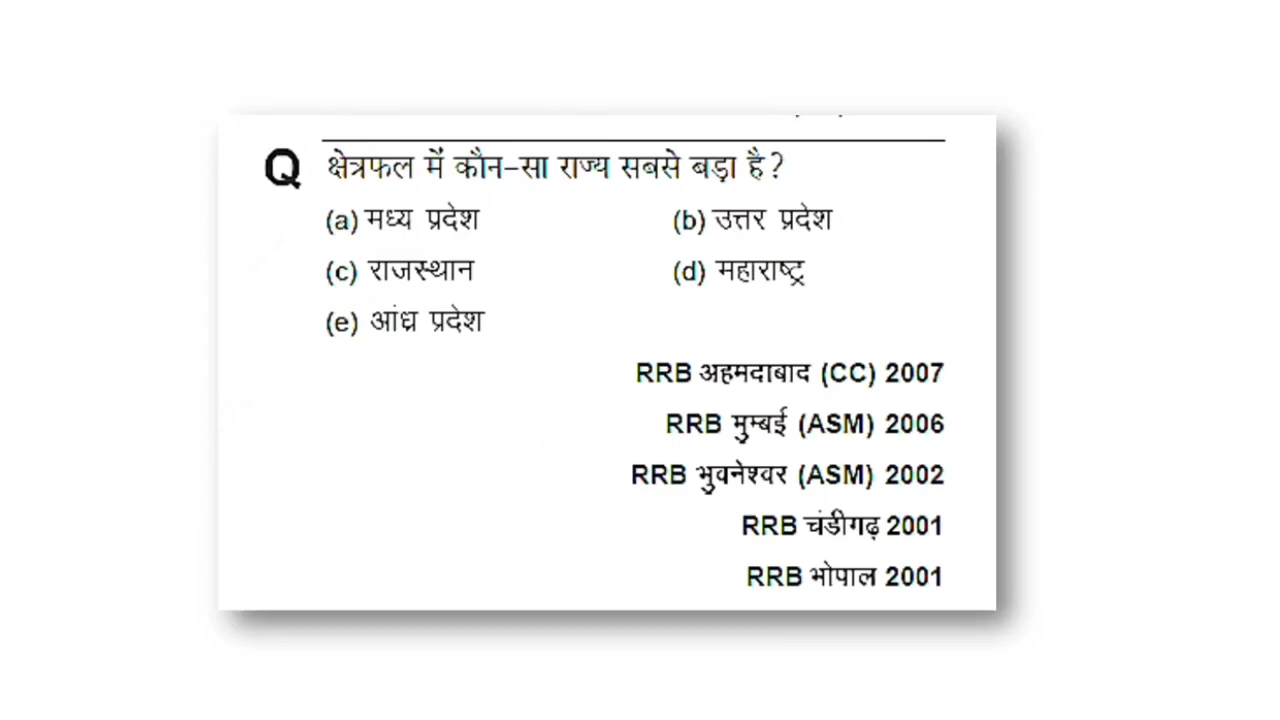 Q क्षेत्रफल में कौन-सा राज्य सबसे बड़ा है?
(a) मध्य प्रदेश (b) उत्तर प्रदेश
(c) राजस्थान (d) महाराष्ट्र
(e) आंध्र प्रदेश
RRB अहमदाबाद (CC) 2007
RRB मुम्बई (ASM) 2006
RRB भुवनेश्वर (ASM) 2002
RRB चंडीगढ़ 2001
RRB भोपाल 2001